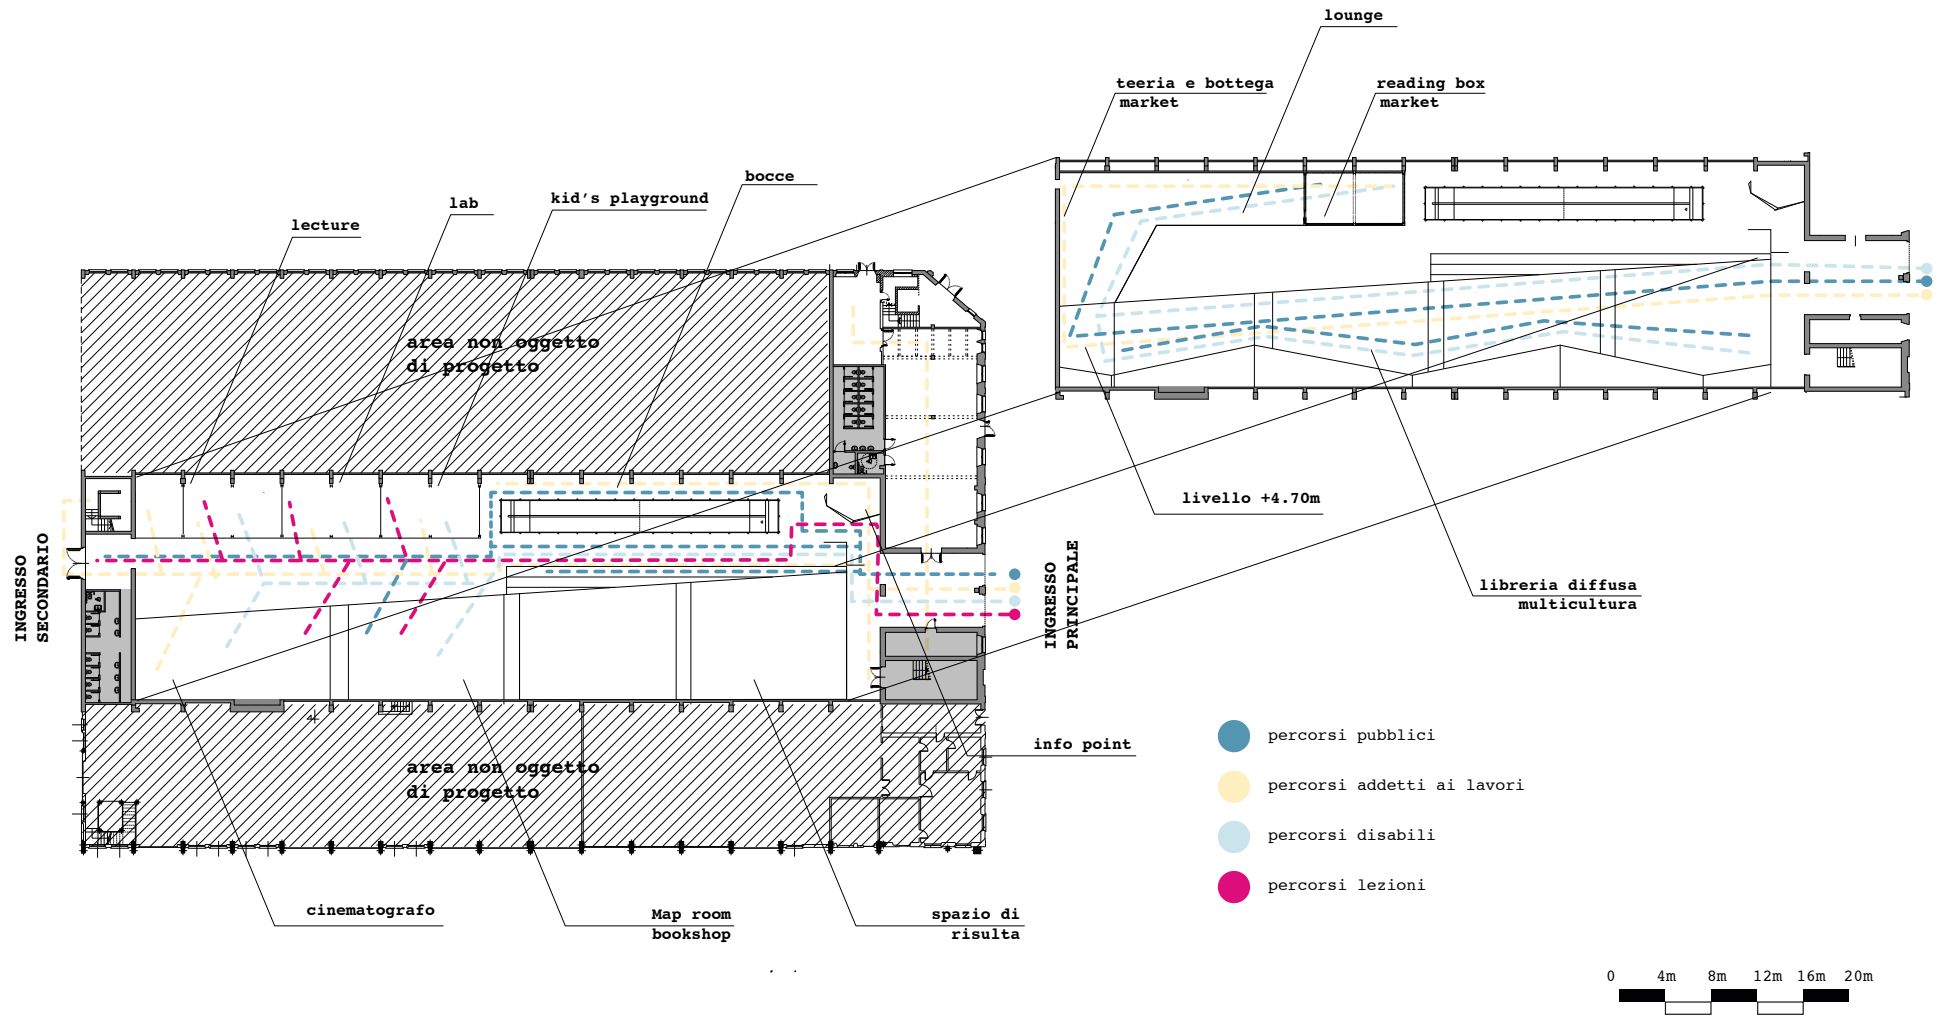 lounge
teeria e bottega
market
reading box
market
bocce
kid's playground
lab
lecture
area non oggetto
di progetto
livello +4.70m
INGRESSO
SECONDARIO
INGRESSO
PRINCIPALE
libreria diffusa
multicultura
info point
area non oggetto
di progetto
percorsi pubblici
percorsi addetti ai lavori
percorsi disabili
percorsi lezioni
cinematografo
Map room
bookshop
spazio di
risulta
0 4m 8m 12m 16m 20m